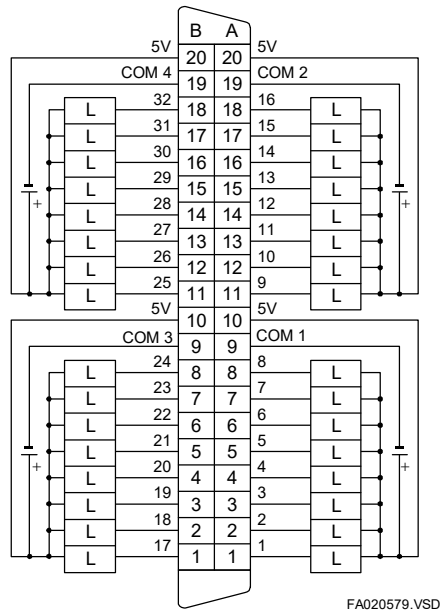 B A
5V 20 20 5V
COM 4 19 19 COM 2
L 32 18 18 16 L
L 31 17 17 15 L
L 30 16 16 14 L
L 29 15 15 13 L
+ +
L 28 14 14 12 L
L 27 13 13 11 L
L 26 12 12 10 L
L 25 11 11 9 L
5V 10 10 5V
COM 3 9 9 COM 1
L 24 8 8 8 L
L 23 7 7 7 L
L 22 6 6 6 L
L 21 5 5 5 L
+ +
L 20 4 4 4 L
L 19 3 3 3 L
L 18 2 2 2 L
L 17 1 1 1 L
FA020579.VSD